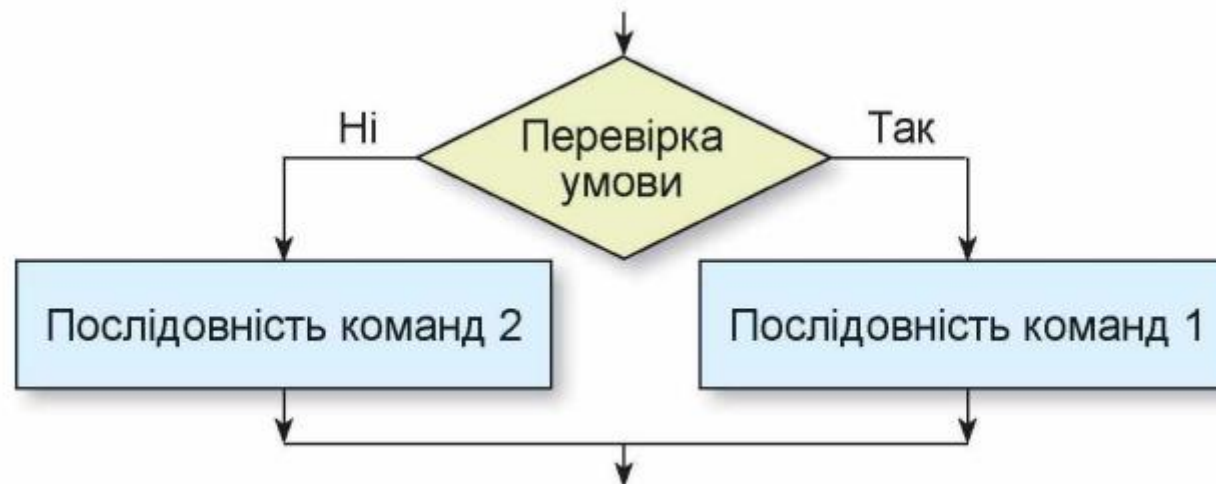 Ні
Перевірка
умови
Так
Послідовність команд 2
Послідовність команд 1